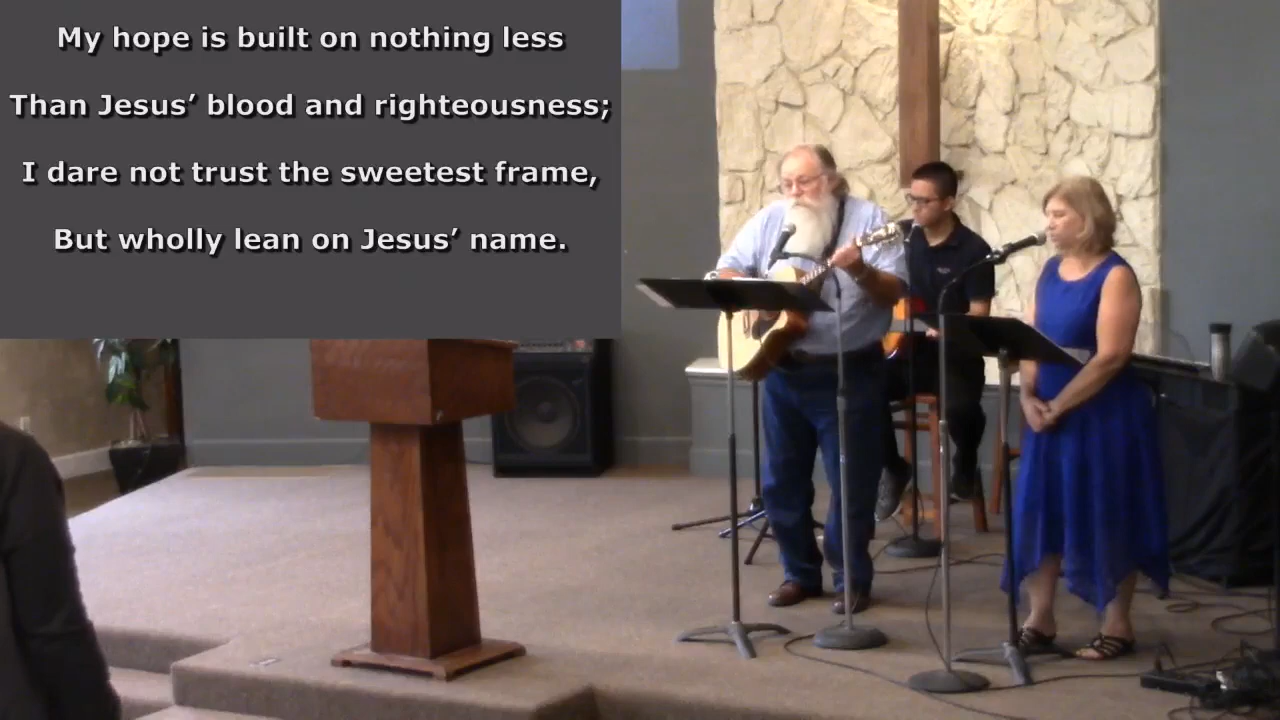 My hope is built on nothing less
Than Jesus’ blood and righteousness;
I dare not trust the sweetest frame,
But wholly lean on Jesus’ name.